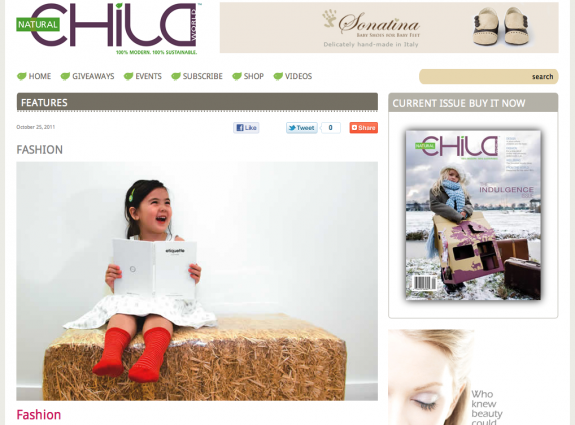 NATURAL
CHILD
WORLD
100% MODERN. 100% SUSTAINABLE.
Sonatina
BABY SHOES FOR BABY FEET
Delicately hand-made in Italy
HOME GIVEAWAYS EVENTS SUBSCRIBE SHOP VIDEOS
search
FEATURES
October 25, 2011
Like
Tweet 0
Share
FASHION
etiquette
Fashion
CURRENT ISSUE BUY IT NOW
NATURAL
CHILD
INDULGENCE
Who
knew
beauty
could